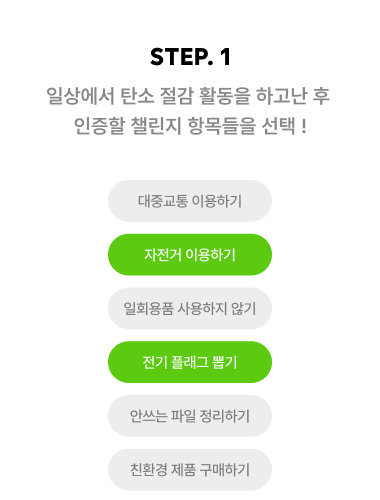 STEP. 1
일상에서 탄소 절감 활동을 하고난 후
인증할 챌린지 항목들을 선택 !
대중교통 이용하기
자전거 이용하기
일회용품 사용하지 않기
전기 플래그 뽑기
안쓰는 파일 정리하기
친환경 제품 구매하기